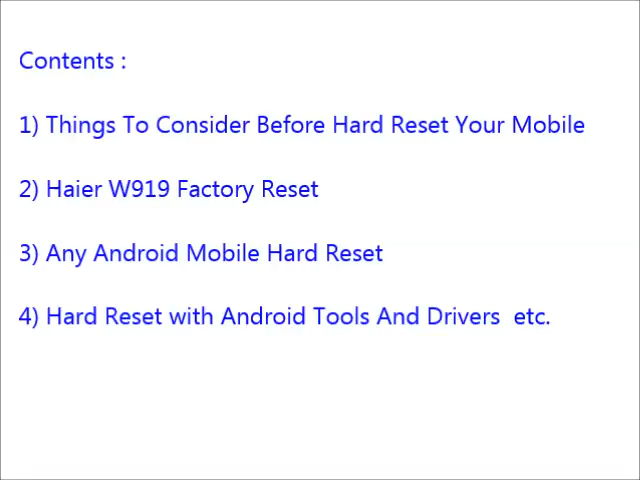 Contents :
1) Things To Consider Before Hard Reset Your Mobile
2) Haier W919 Factory Reset
3) Any Android Mobile Hard Reset
4) Hard Reset with Android Tools And Drivers  etc.